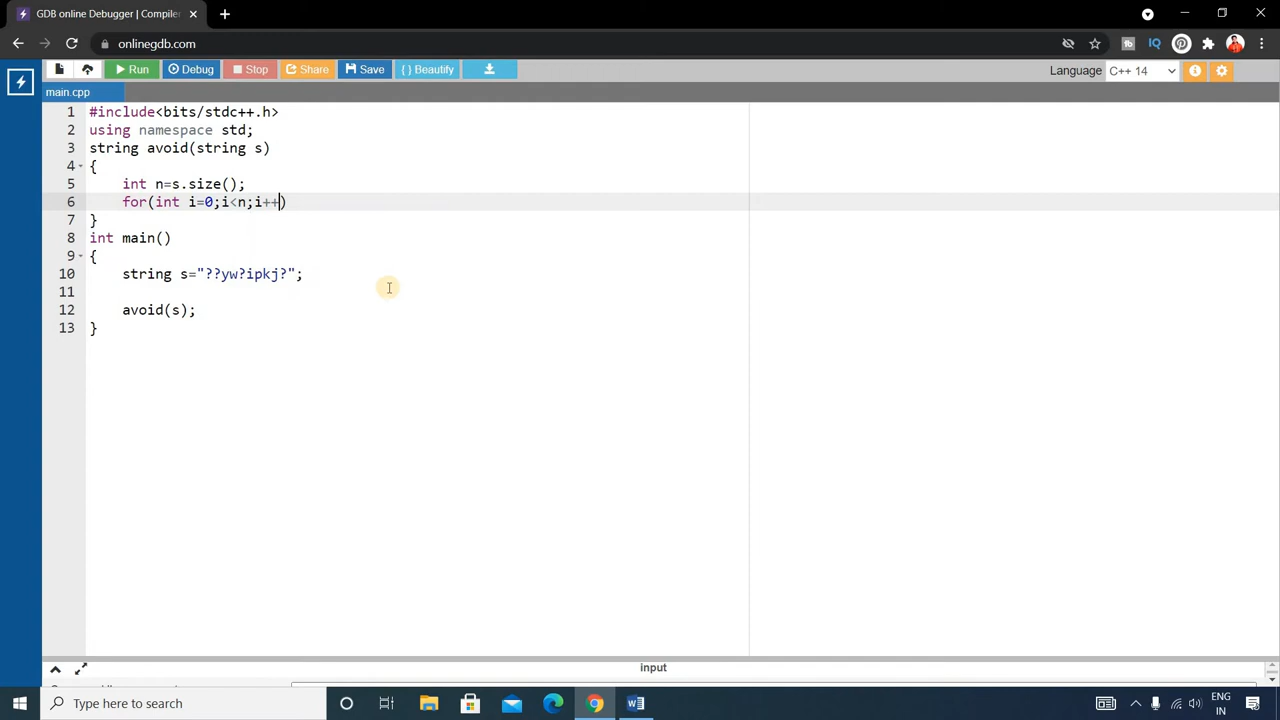 GDB online Debugger | Compiler
onlinegdb.com
Run Debug Stop Share Save { } Beautify Language C++ 14
main.cpp
1 #include<bits/stdc++.h>
2 using namespace std;
3 string avoid(string s)
4 {
5 int n=s.size();
6 for(int i=0;i<n;i++)
7 }
8 int main()
9 {
10 string s="??yw?ipkj?";
11
12 avoid(s);
13 }
input
Type here to search
ENG
IN